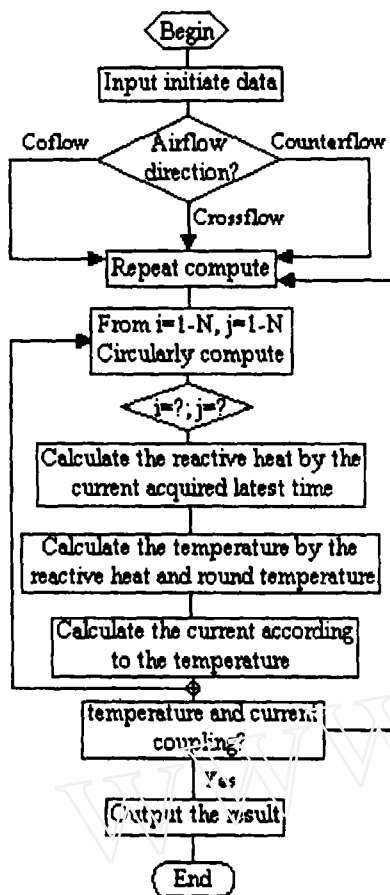 Begin
Input initiate data
Coflow
Airflow
direction?
Counterflow
Crossflow
Repeat compute
From i=1-N, j=1-N
Circularly compute
i=?; j=?
Calculate the reactive heat by the
current acquired latest time
Calculate the temperature by the
reactive heat and round temperature
Calculate the current according
to the temperature
temperature and current
coupling?
Yes
Output the result
End
WWW